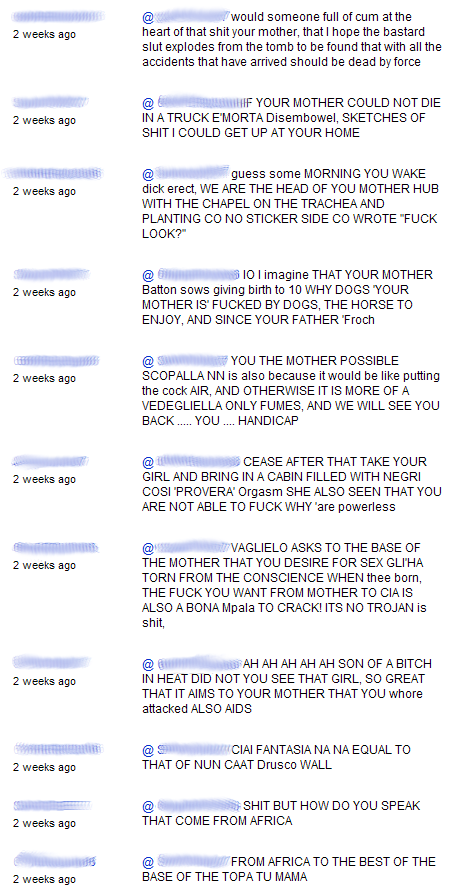 @ would someone full of cum at the
2 weeks ago
heart of that shit your mother, that I hope the bastard
slut explodes from the tomb to be found that with all the
accidents that have arrived should be dead by force
@ IF YOUR MOTHER COULD NOT DIE
2 weeks ago
IN A TRUCK E'MORTA Disembowel, SKETCHES OF
SHIT I COULD GET UP AT YOUR HOME
@ guess some MORNING YOU WAKE
2 weeks ago
dick erect, WE ARE THE HEAD OF YOU MOTHER HUB
WITH THE CHAPEL ON THE TRACHEA AND
PLANTING CO NO STICKER SIDE CO WROTE "FUCK
LOOK?"
@ IO I imagine THAT YOUR MOTHER
2 weeks ago
Batton sows giving birth to 10 WHY DOGS 'YOUR
MOTHER IS' FUCKED BY DOGS, THE HORSE TO
ENJOY, AND SINCE YOUR FATHER 'Froch
@ YOU THE MOTHER POSSIBLE
2 weeks ago
SCOPALLA NN is also because it would be like putting
the cock AIR, AND OTHERWISE IT IS MORE OF A
VEDEGLIELLA ONLY FUMES, AND WE WILL SEE YOU
BACK ..... YOU .... HANDICAP
@ CEASE AFTER THAT TAKE YOUR
2 weeks ago
GIRL AND BRING IN A CABIN FILLED WITH NEGRI
COSI 'PROVERA' Orgasm SHE ALSO SEEN THAT YOU
ARE NOT ABLE TO FUCK WHY 'are powerless
@ VAGLIELO ASKS TO THE BASE OF
2 weeks ago
THE MOTHER THAT YOU DESIRE FOR SEX GLI'HA
TORN FROM THE CONSCIENCE WHEN thee born,
THE FUCK YOU WANT FROM MOTHER TO CIA IS
ALSO A BONA Mpala TO CRACK! ITS NO TROJAN is
shit,
@ AH AH AH AH AH SON OF A BITCH
2 weeks ago
IN HEAT DID NOT YOU SEE THAT GIRL, SO GREAT
THAT IT AIMS TO YOUR MOTHER THAT YOU whore
attacked ALSO AIDS
@ CIAI FANTASIA NA NA EQUAL TO
2 weeks ago
THAT OF NUN CAAT Drusco WALL
@ SHIT BUT HOW DO YOU SPEAK
2 weeks ago
THAT COME FROM AFRICA
@ FROM AFRICA TO THE BEST OF THE
2 weeks ago
BASE OF THE TOPA TU MAMA